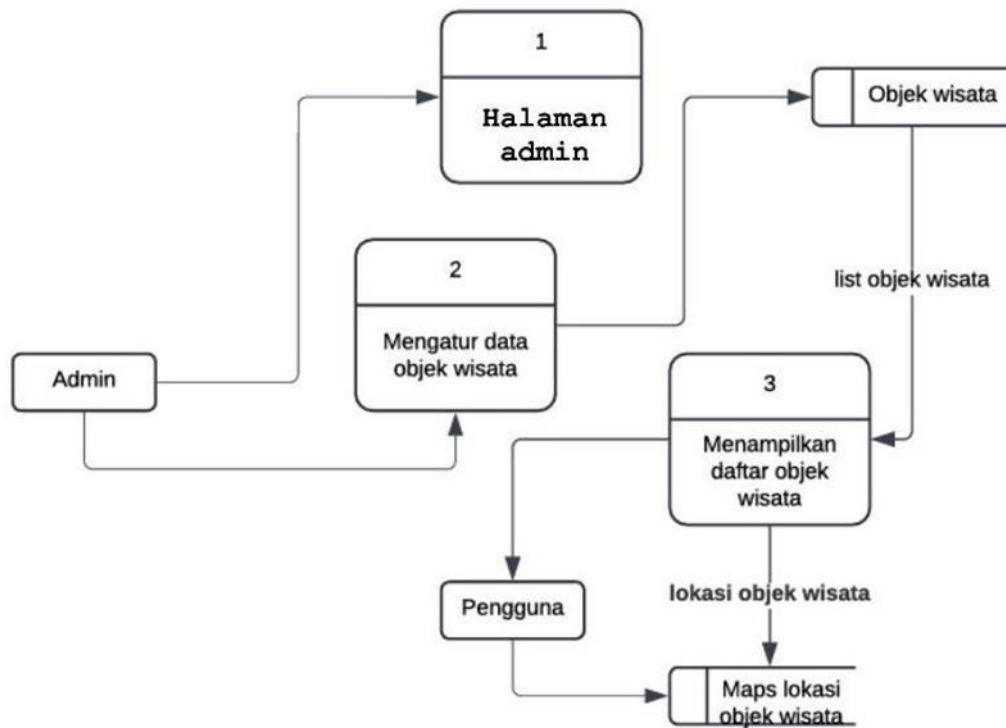 1
Halaman
admin
Objek wisata
2
Mengatur data
objek wisata
list objek wisata
Admin
3
Menampilkan
daftar objek
wisata
Pengguna
lokasi objek wisata
Maps lokasi
objek wisata